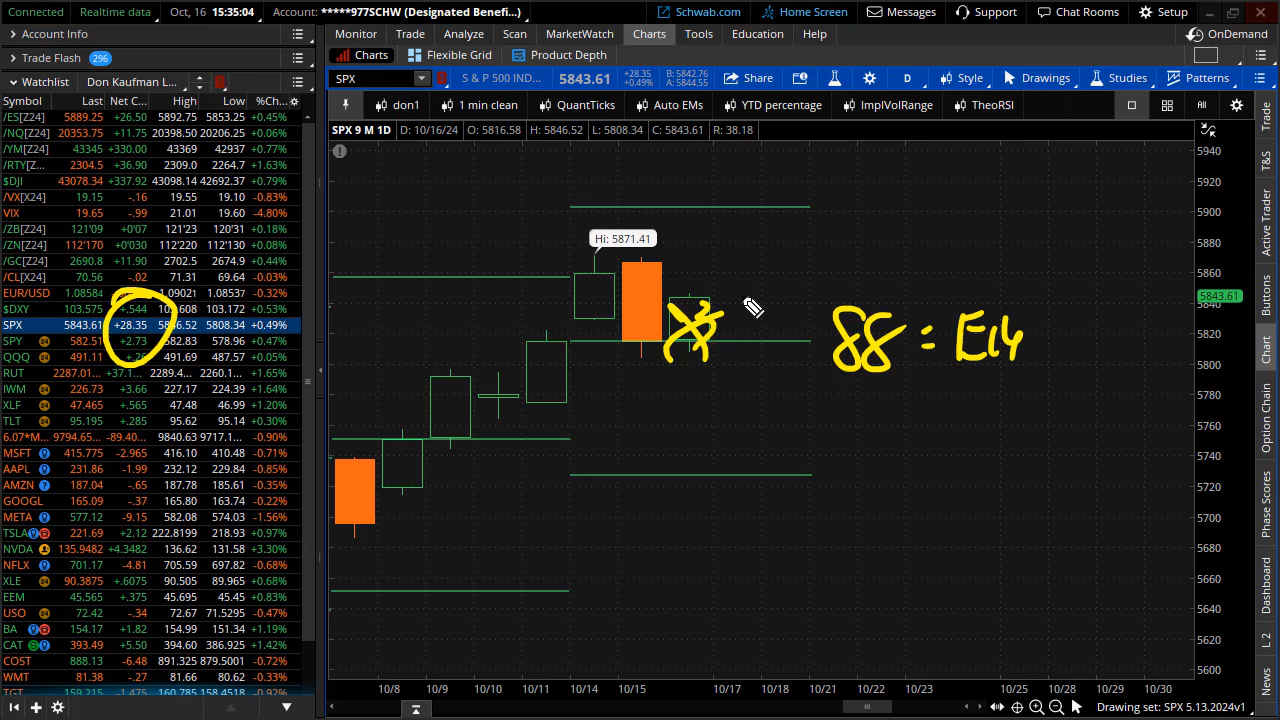 Connected Realtime data Oct, 16 15:35:04 Account: *****977SCHW (Designated Benefi...) Schwab.com Home Screen Messages Support Chat Rooms Setup
Account Info
Trade Flash 296
Watchlist Don Kaufman L...
Monitor Trade Analyze Scan MarketWatch Charts Tools Education Help OnDemand
Charts Flexible Grid Product Depth
SPX S & P 500 IND... 5843.61 +28.35 +0.49% B: 5842.76 A: 5844.55 Share D Style Drawings Studies Patterns
don1 1 min clean QuantTicks Auto EMs YTD percentage ImplVolRange TheoRSI All
SPX 9 M 1D D: 10/16/24 O: 5816.58 H: 5846.52 L: 5808.34 C: 5843.61 R: 38.18
Symbol Last Net C... High Low %Ch...
/ES[Z24] 5889.25 +26.50 5892.75 5853.25 +0.45%
/NQ[Z24] 20353.75 +11.75 20398.50 20206.25 +0.06%
/YM[Z24] 43345 +330.00 43369 42937 +0.77%
/RTY[Z... 2304.5 +36.90 2309.0 2264.7 +1.63%
$DJI 43078.34 +337.92 43098.14 42692.37 +0.79%
/VX[X24] 19.15 -.16 19.55 19.10 -0.83%
VIX 19.65 -.99 21.01 19.60 -4.80%
/ZB[Z24] 121'09 +0'07 121'23 120'31 +0.18%
/ZN[Z24] 112'170 +0'030 112'220 112'130 +0.08%
/GC[Z24] 2690.8 +11.90 2702.5 2674.9 +0.44%
/CL[X24] 70.56 -.02 71.31 69.64 -0.03%
EUR/USD 1.08584 1.09021 1.08537 -0.32%
$DXY 103.575 +.544 103.172 +0.53%
SPX 5843.61 +28.35 5846.52 5808.34 +0.49%
SPY 582.51 +2.73 582.83 578.96 +0.47%
QQQ 491.11 +.26 491.69 487.57 +0.05%
RUT 2287.01... +37.1... 2289.4... 2260.1... +1.65%
IWM 226.73 +3.66 227.17 224.39 +1.64%
XLF 47.465 +.565 47.48 46.99 +1.20%
TLT 95.195 +.285 95.62 95.14 +0.30%
6.07*M... 9794.65... -89.40... 9840.63 9717.1... -0.90%
MSFT 415.775 -2.965 416.10 410.48 -0.71%
AAPL 231.86 -1.99 232.12 229.84 -0.85%
AMZN 187.04 -.65 187.78 185.61 -0.35%
GOOGL 165.09 -.37 165.80 163.74 -0.22%
META 577.12 -9.15 582.08 574.03 -1.56%
TSLA 221.69 +2.12 222.8199 218.93 +0.97%
NVDA 135.9482 +4.3482 136.62 131.58 +3.30%
NFLX 701.17 -4.81 705.59 697.82 -0.68%
XLE 90.3875 +.6075 90.505 89.965 +0.68%
EEM 45.565 +.375 45.695 45.45 +0.83%
USO 72.42 -.34 72.67 71.5295 -0.47%
BA 154.17 +1.82 154.99 151.34 +1.19%
CAT 393.49 +5.50 394.60 386.925 +1.42%
COST 888.13 -6.48 891.325 879.5001 -0.72%
WMT 81.38 -.27 81.66 80.62 -0.33%
TGT 159.215 -1.475 160.785 158.4518 -0.92%
Hi: 5871.41
88 = E14
5940
5920
5900
5880
5860
5843.61
5840
5820
5800
5780
5760
5740
5720
5700
5680
5660
5640
5620
5600
10/8 10/9 10/10 10/11 10/14 10/15 10/17 10/18 10/21 10/22 10/23 10/25 10/28 10/29 10/30
Drawing set: SPX 5.13.2024v1
Trade
T&S
Active Trader
Buttons
Chart
Option Chain
Phase Scores
Dashboard
L2
News